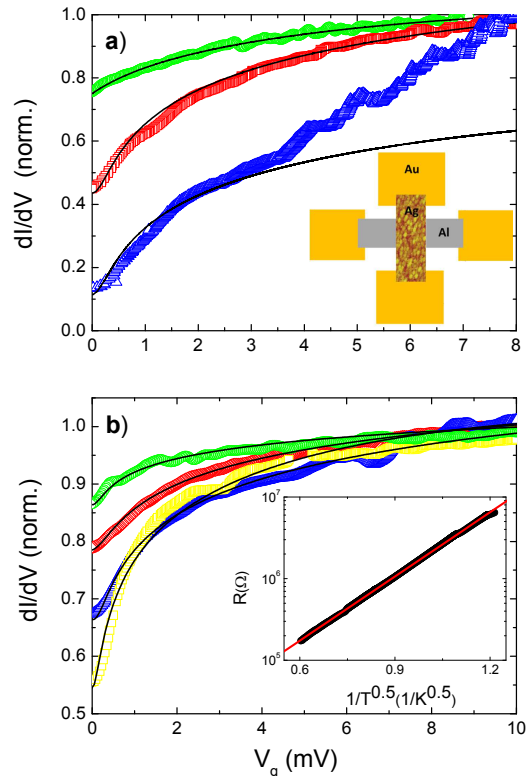 a)
1.0
0.8
0.6
0.4
0.2
0.0
dI/dV (norm.)
Au
Ag
Al
0 1 2 3 4 5 6 7 8
b)
1.0
0.9
0.8
0.7
0.6
0.5
dI/dV (norm.)
10⁷
10⁶
10⁵
R(Ω)
0.6 0.9 1.2
1/T^0.5(1/K^0.5)
0 2 4 6 8 10
V_g (mV)